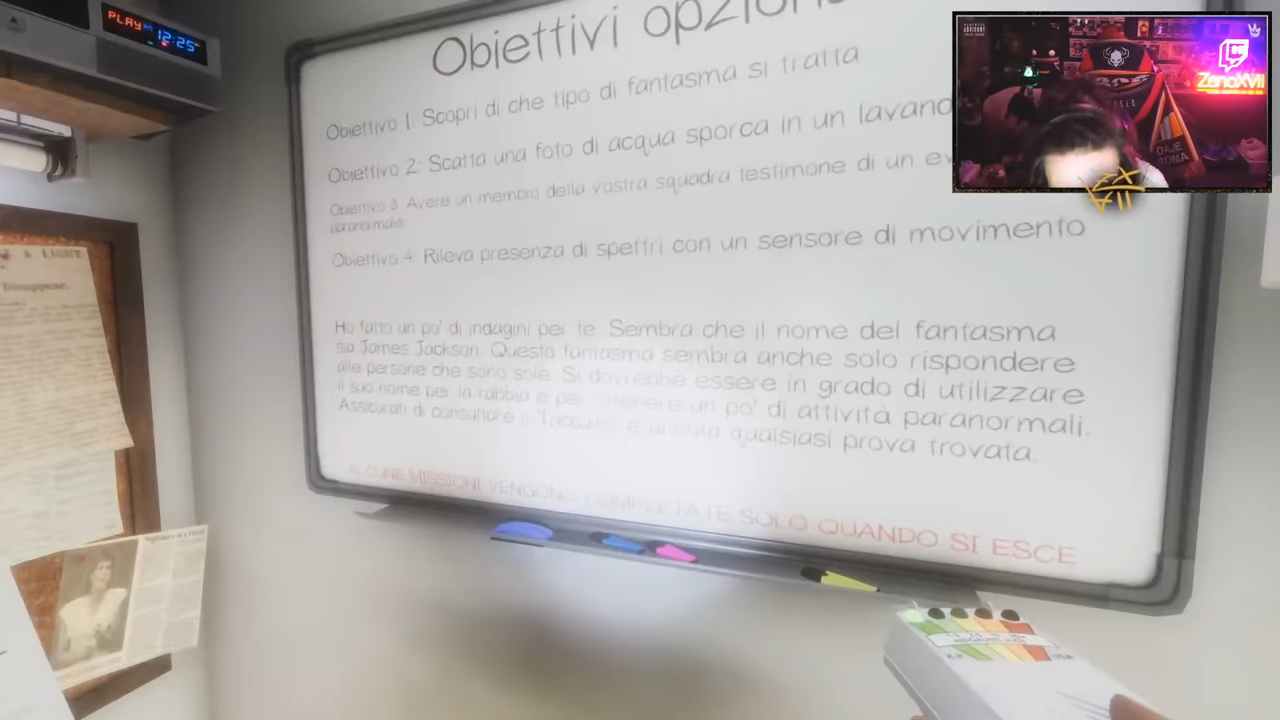 PLAY 12:25
Obiettivi opzion
Obiettivo 1: Scopri di che tipo di fantasma si tratta
Obiettivo 2: Scatta una foto di acqua sporca in un lavand
Obiettivo 3: Avere un membro della vostra squadra testimone di un ev
paranormale
Obiettivo 4: Rileva presenza di spettri con un sensore di movimento
Ho fatto un po' di indagini per te. Sembra che il nome del fantasma
sia James Jackson. Questo fantasma sembra anche solo rispondere
alle persone che sono sole. Si dovrebbe essere in grado di utilizzare
il suo nome per la rabbia e per ottenere un po' di attività paranormali.
Assicurati di consultare il Taccuino e annota qualsiasi prova trovata.
ALCUNE MISSIONI VENGONO COMPLETATE SOLO QUANDO SI ESCE
ZenoXVII
DAJE
ROMA